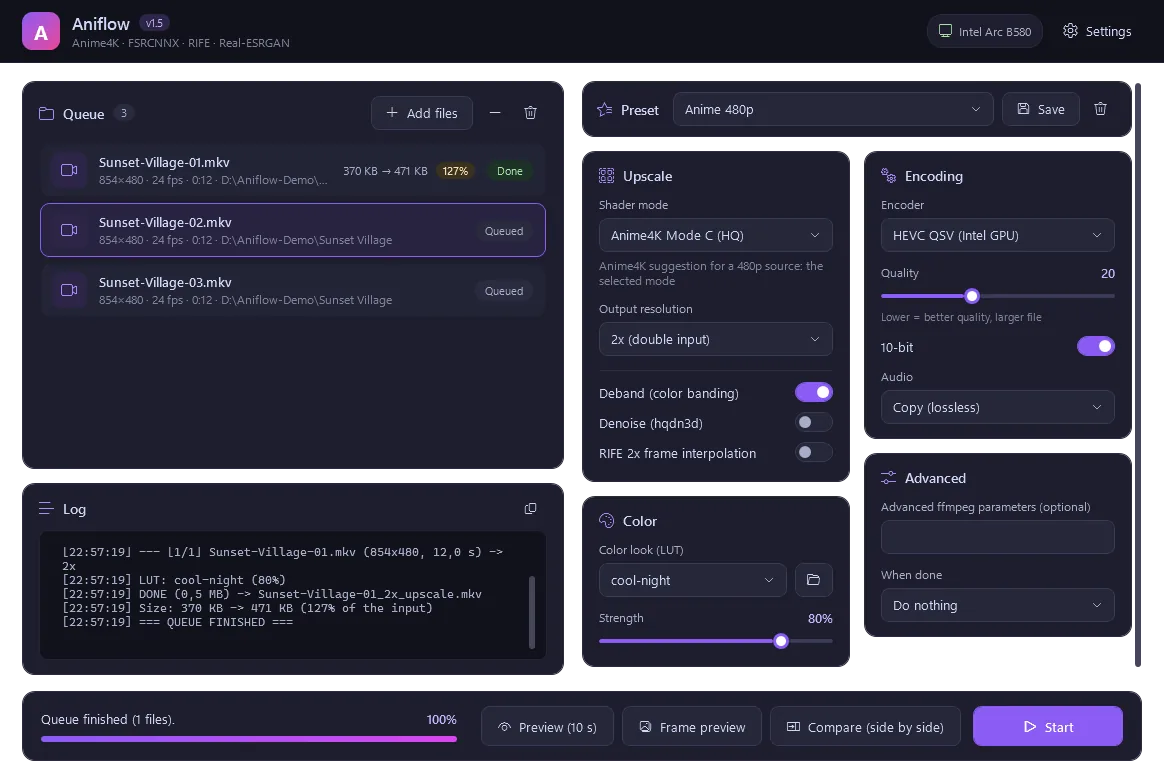 A
Aniflow v1.5
Anime4K · FSRCNNX · RIFE · Real-ESRGAN
Intel Arc B580
Settings
Queue 3
Add files
Sunset-Village-01.mkv
854×480 · 24 fps · 0:12 · D:\Aniflow-Demo\...
370 KB → 471 KB 127% Done
Sunset-Village-02.mkv
854×480 · 24 fps · 0:12 · D:\Aniflow-Demo\Sunset Village
Queued
Sunset-Village-03.mkv
854×480 · 24 fps · 0:12 · D:\Aniflow-Demo\Sunset Village
Queued
Log
[22:57:19] --- [1/1] Sunset-Village-01.mkv (854x480, 12,0 s) ->
2x
[22:57:19] LUT: cool-night (80%)
[22:57:19] DONE (0,5 MB) -> Sunset-Village-01_2x_upscale.mkv
[22:57:19] Size: 370 KB -> 471 KB (127% of the input)
[22:57:19] === QUEUE FINISHED ===
Preset
Anime 480p
Save
Upscale
Shader mode
Anime4K Mode C (HQ)
Anime4K suggestion for a 480p source: the
selected mode
Output resolution
2x (double input)
Deband (color banding)
Denoise (hqdn3d)
RIFE 2x frame interpolation
Color
Color look (LUT)
cool-night
Strength 80%
Encoding
Encoder
HEVC QSV (Intel GPU)
Quality 20
Lower = better quality, larger file
10-bit
Audio
Copy (lossless)
Advanced
Advanced ffmpeg parameters (optional)
When done
Do nothing
Queue finished (1 files). 100%
Preview (10 s)
Frame preview
Compare (side by side)
Start